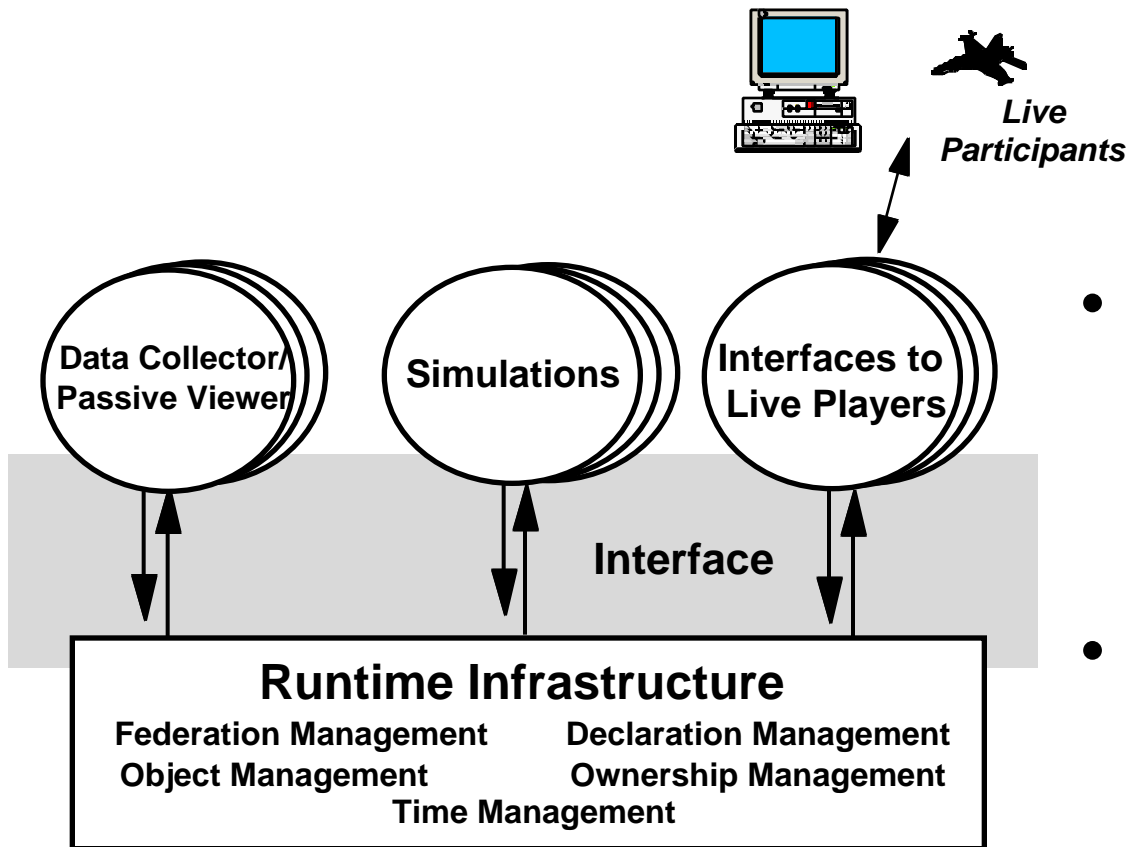 Live
Participants
Data Collector/
Passive Viewer
Simulations
Interfaces to
Live Players
Interface
Runtime Infrastructure
Federation Management
Declaration Management
Object Management
Ownership Management
Time Management